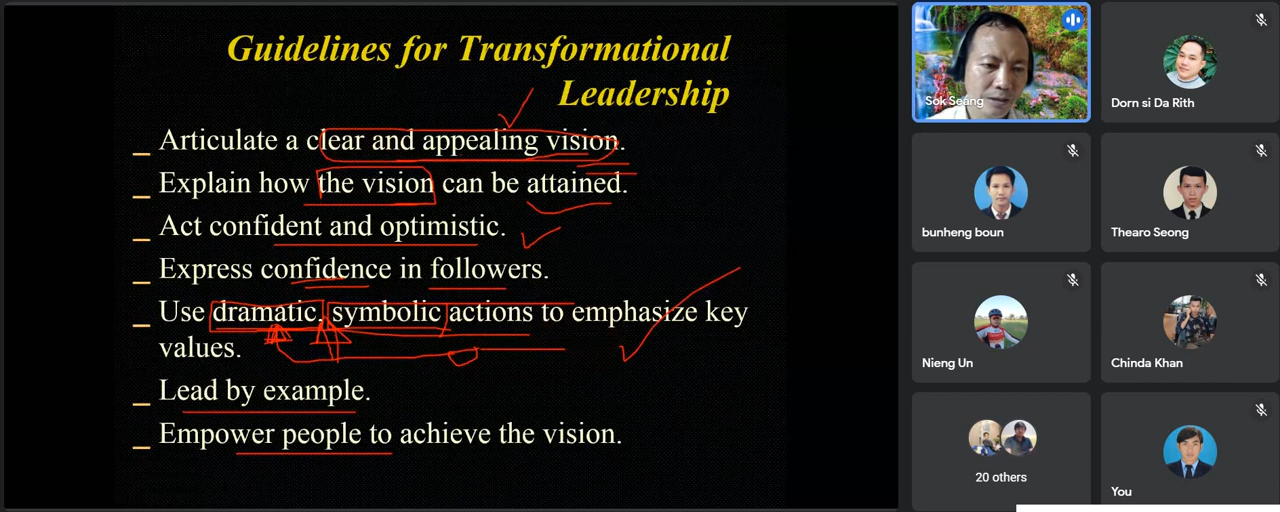 Guidelines for Transformational
Leadership
_ Articulate a clear and appealing vision.
_ Explain how the vision can be attained.
_ Act confident and optimistic.
_ Express confidence in followers.
_ Use dramatic, symbolic actions to emphasize key
values.
_ Lead by example.
_ Empower people to achieve the vision.
Sok Seang
Dorn si Da Rith
bunheng boun
Thearo Seong
Nieng Un
Chinda Khan
20 others
You